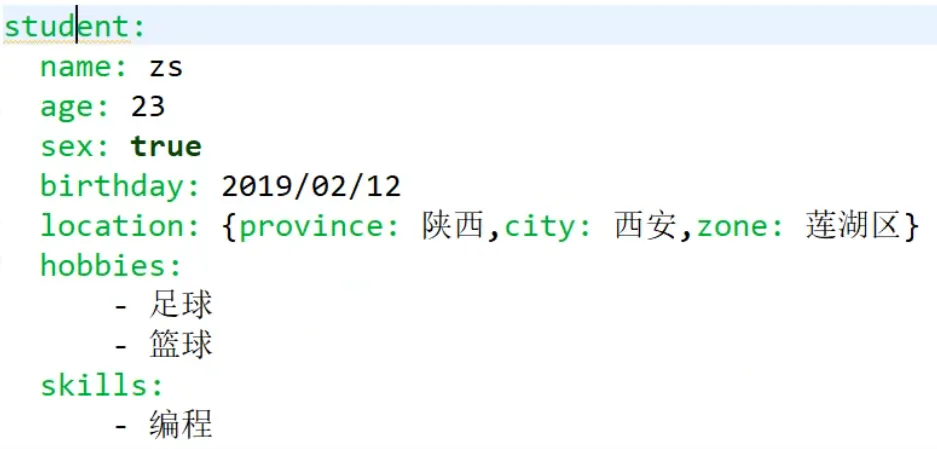 student:
  name: zs
  age: 23
  sex: true
  birthday: 2019/02/12
  location: {province: 陕西,city: 西安,zone: 莲湖区}
  hobbies:
      - 足球
      - 篮球
  skills:
      - 编程